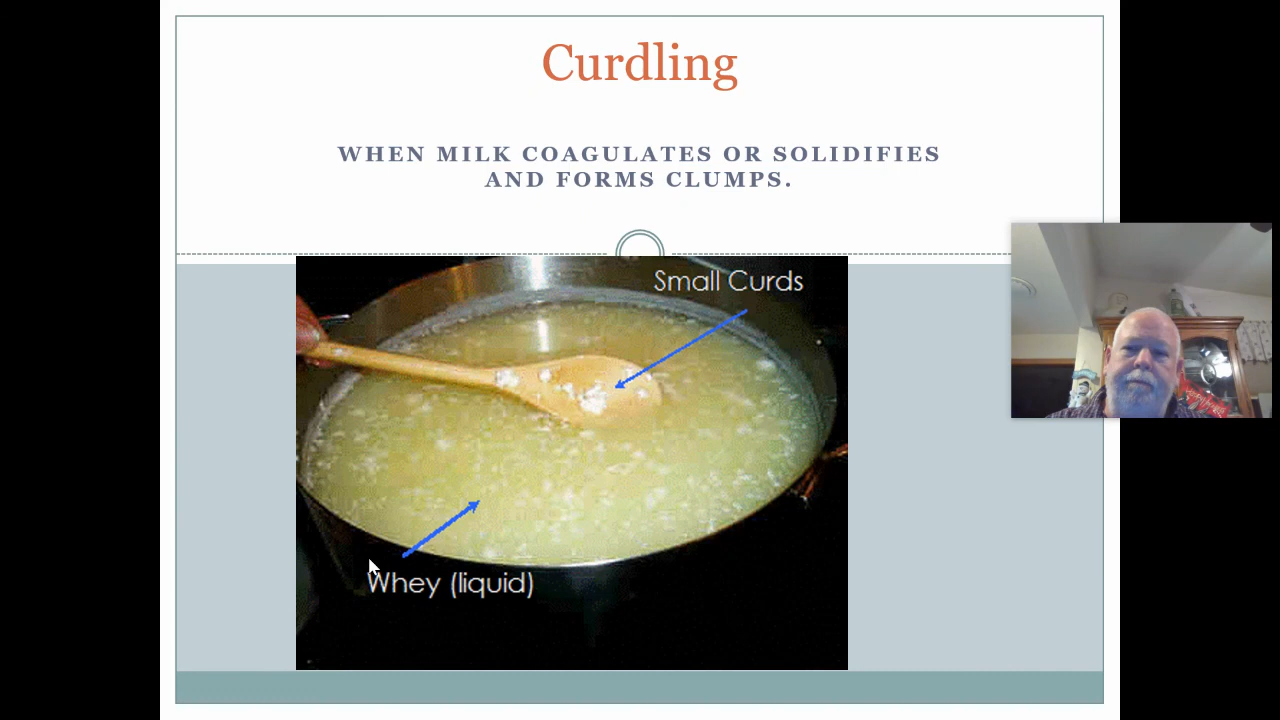 Curdling
WHEN MILK COAGULATES OR SOLIDIFIES
AND FORMS CLUMPS.
Small Curds
Whey (liquid)